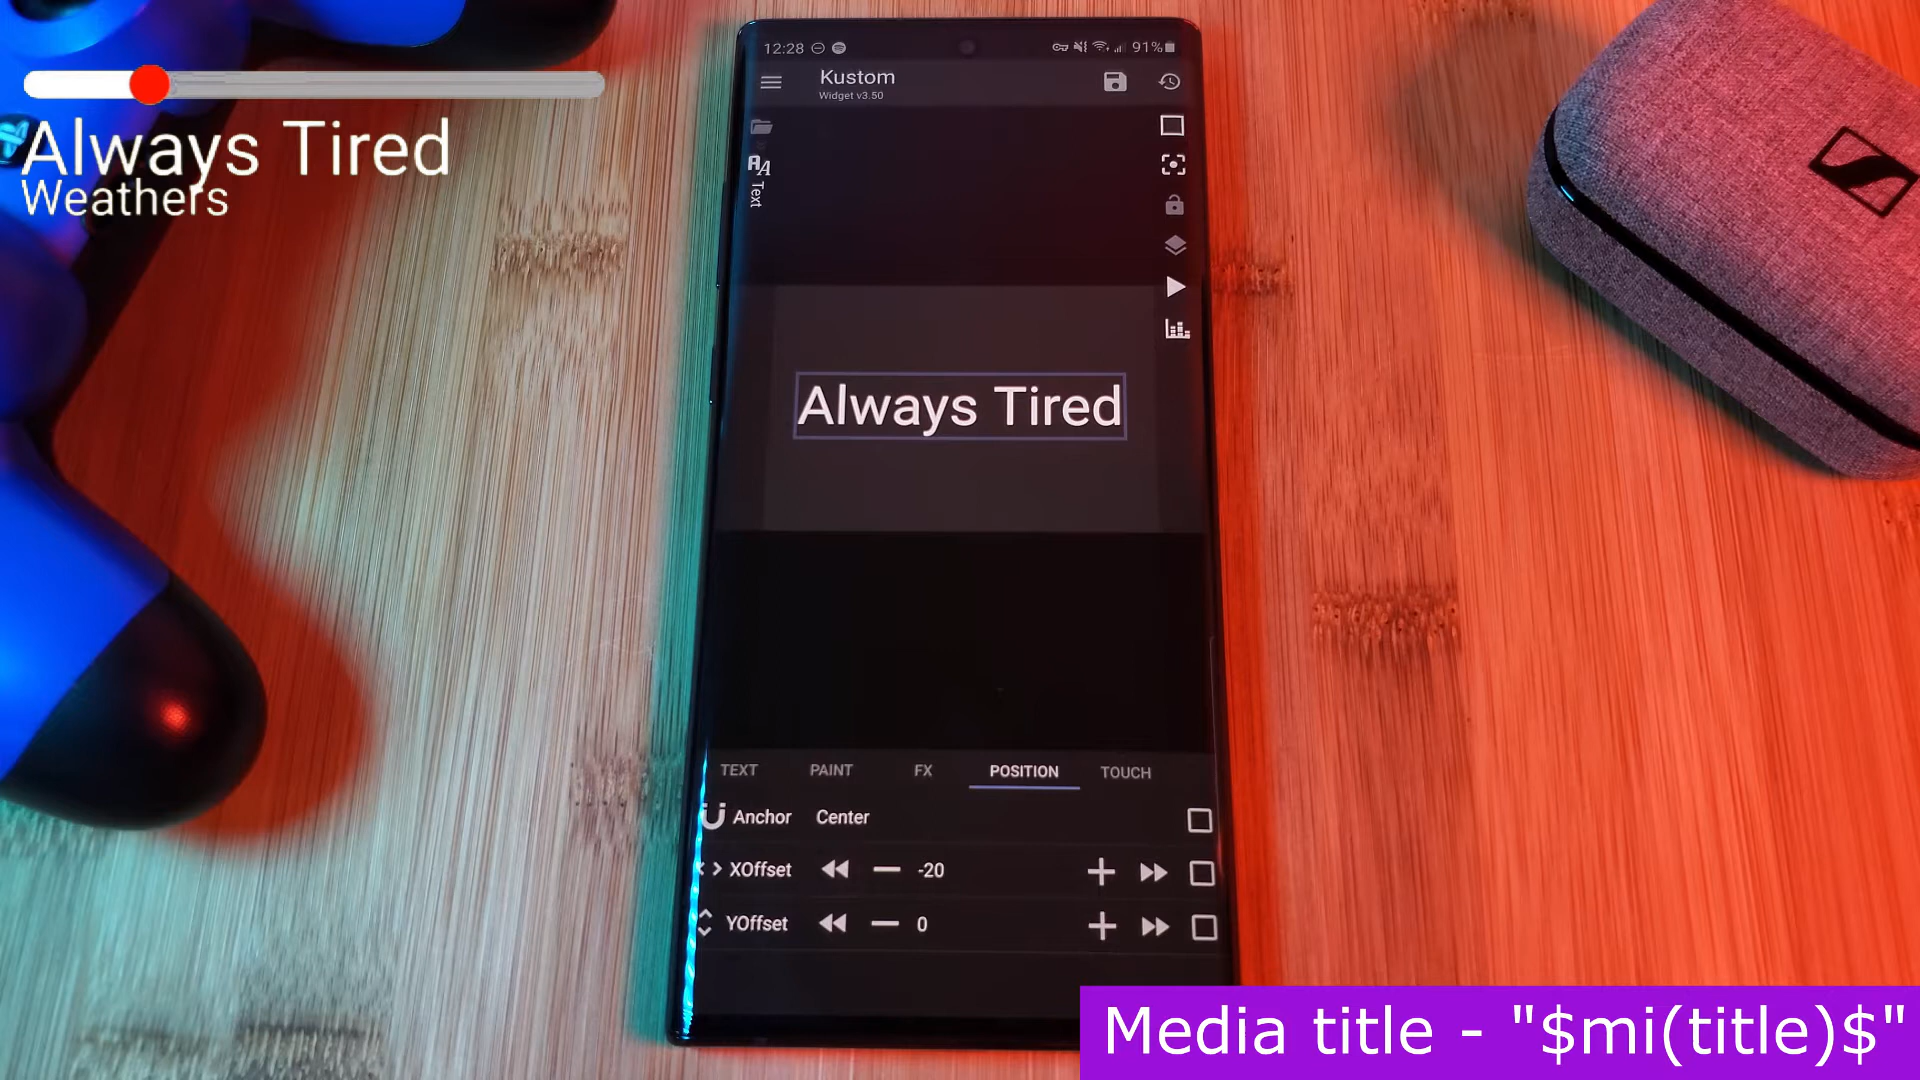 Always Tired
Weathers
12:28
91%
Kustom
Widget v3.50
Text
Always Tired
TEXT PAINT FX POSITION TOUCH
Anchor Center
XOffset -20
YOffset 0
Media title - "$mi(title)$"